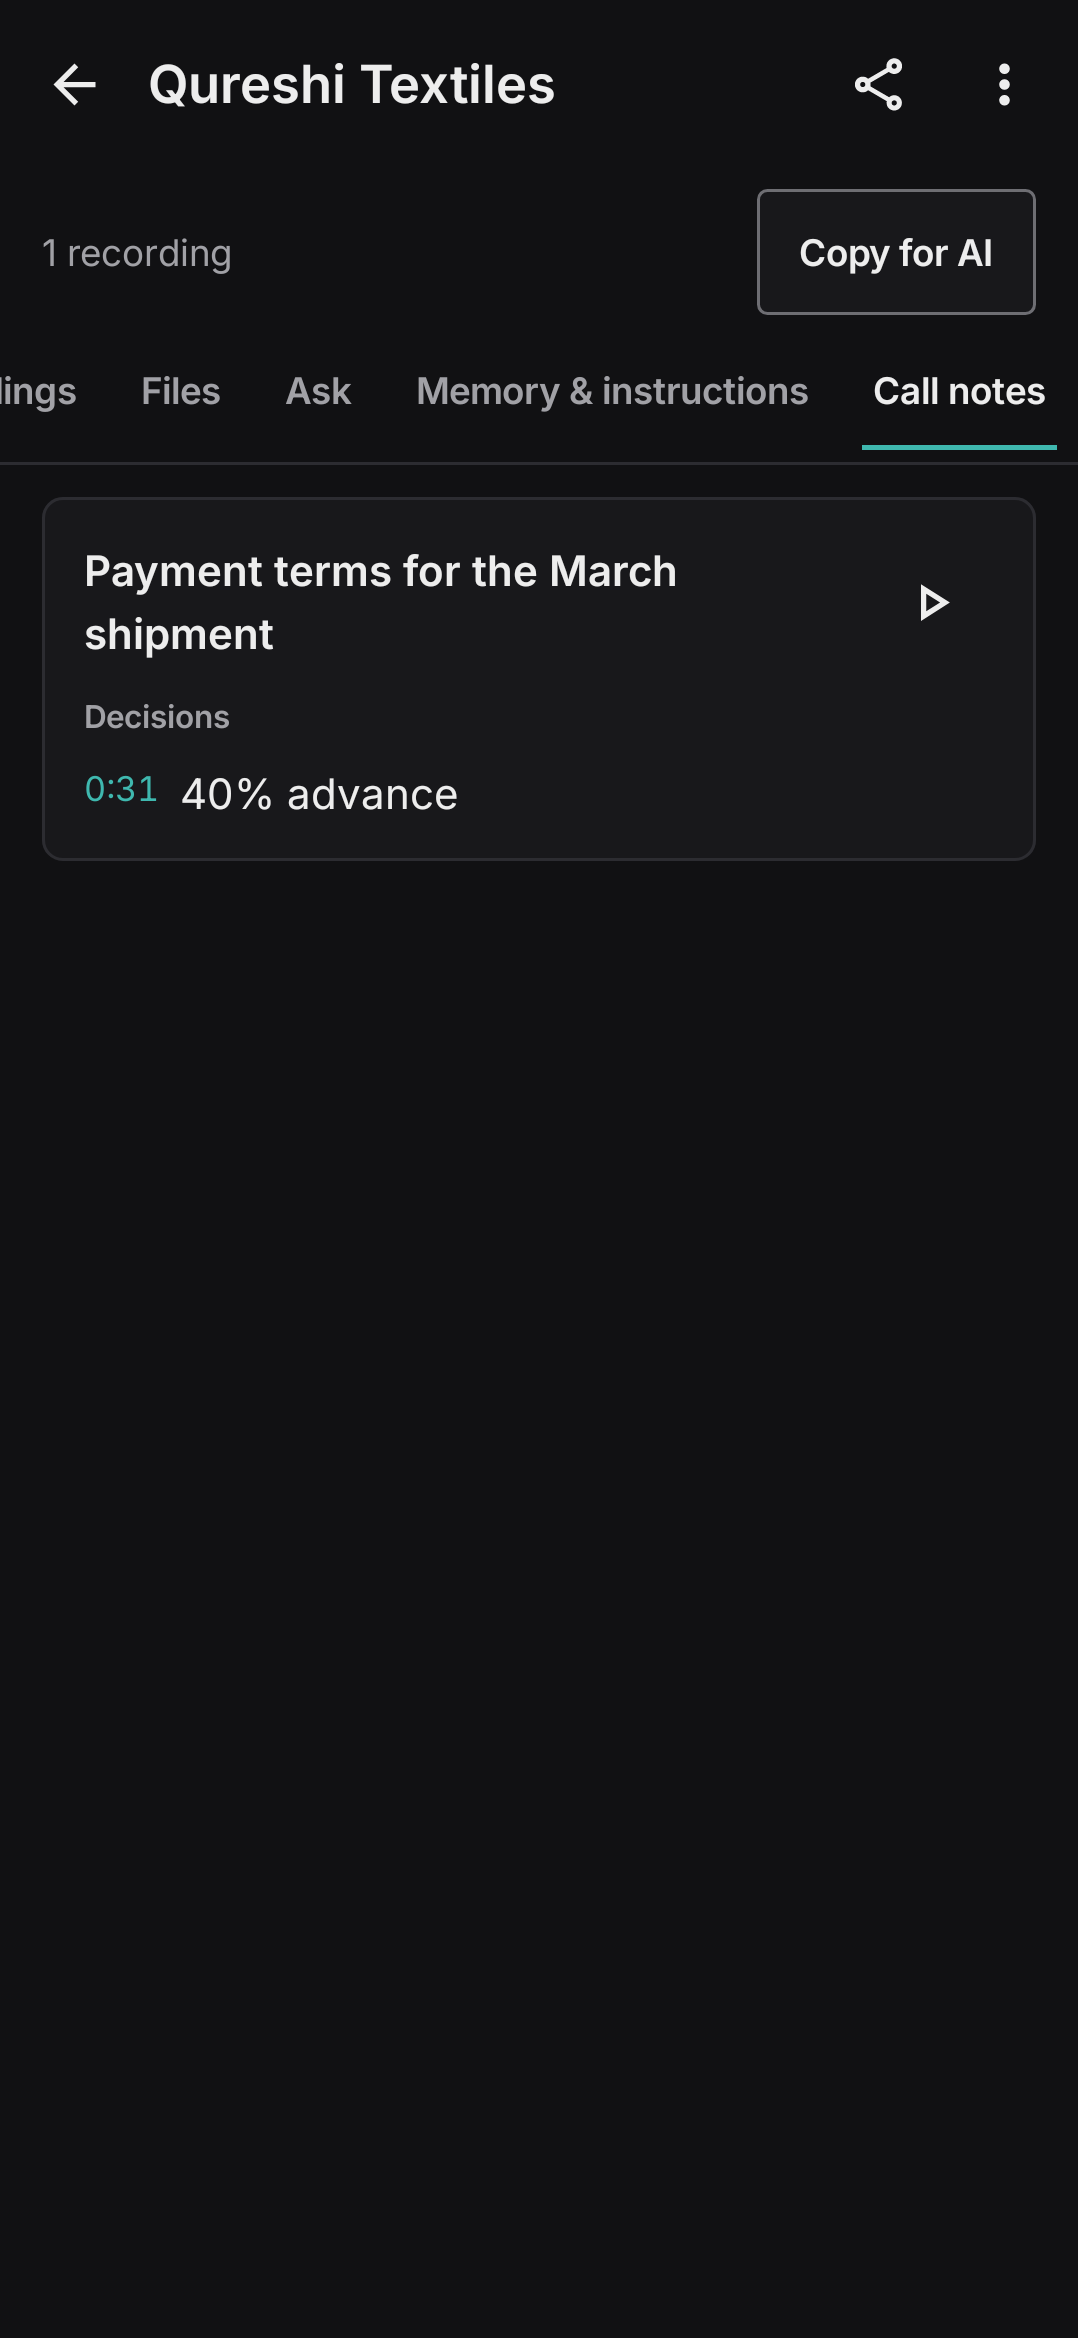 Qureshi Textiles
1 recording
Copy for AI
lings
Files
Ask
Memory & instructions
Call notes
Payment terms for the March
shipment
Decisions
0:31 40% advance